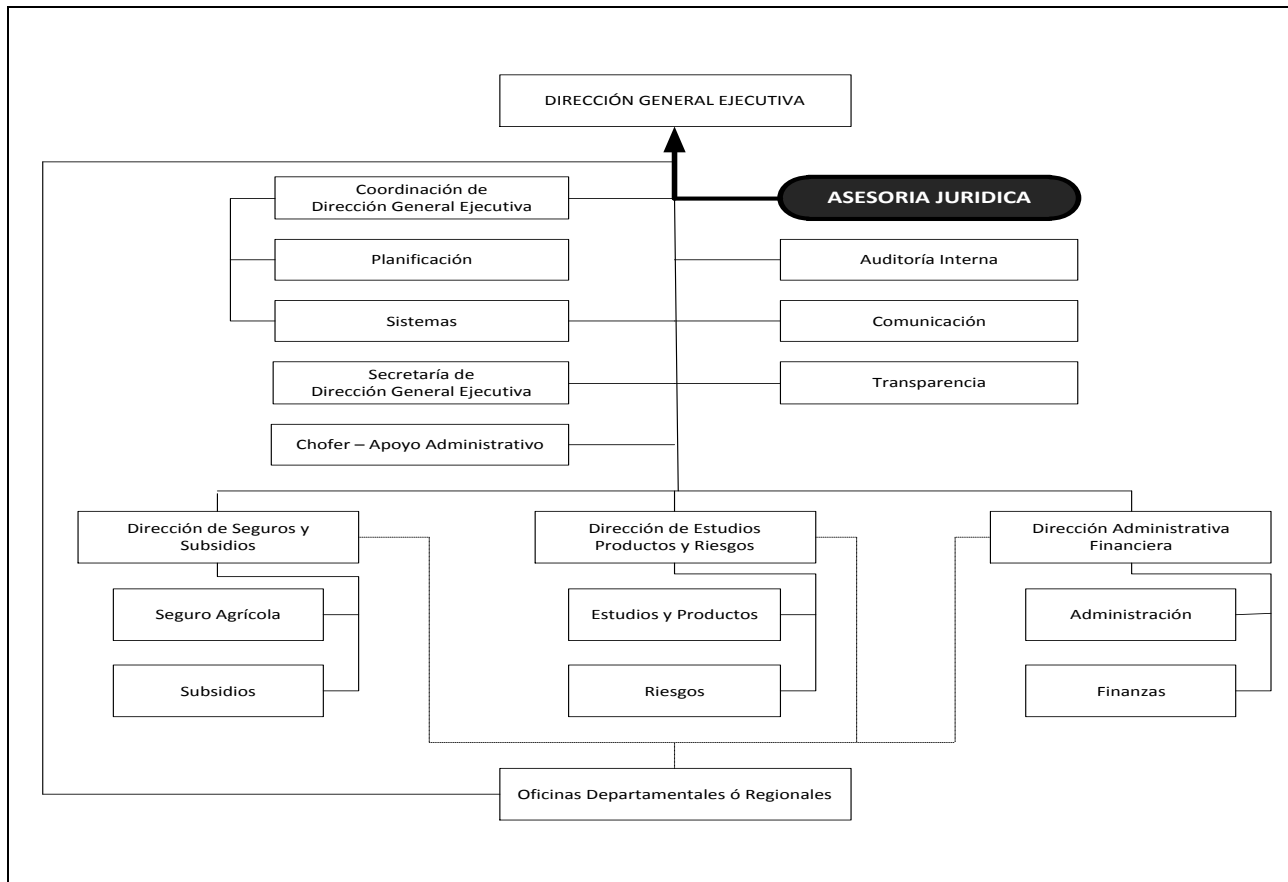 DIRECCIÓN GENERAL EJECUTIVA
Coordinación de
Dirección General Ejecutiva
ASESORIA JURIDICA
Planificación
Auditoría Interna
Sistemas
Comunicación
Secretaría de
Dirección General Ejecutiva
Transparencia
Chofer – Apoyo Administrativo
Dirección de Seguros y
Subsidios
Dirección de Estudios
Productos y Riesgos
Dirección Administrativa
Financiera
Seguro Agrícola
Estudios y Productos
Administración
Subsidios
Riesgos
Finanzas
Oficinas Departamentales ó Regionales